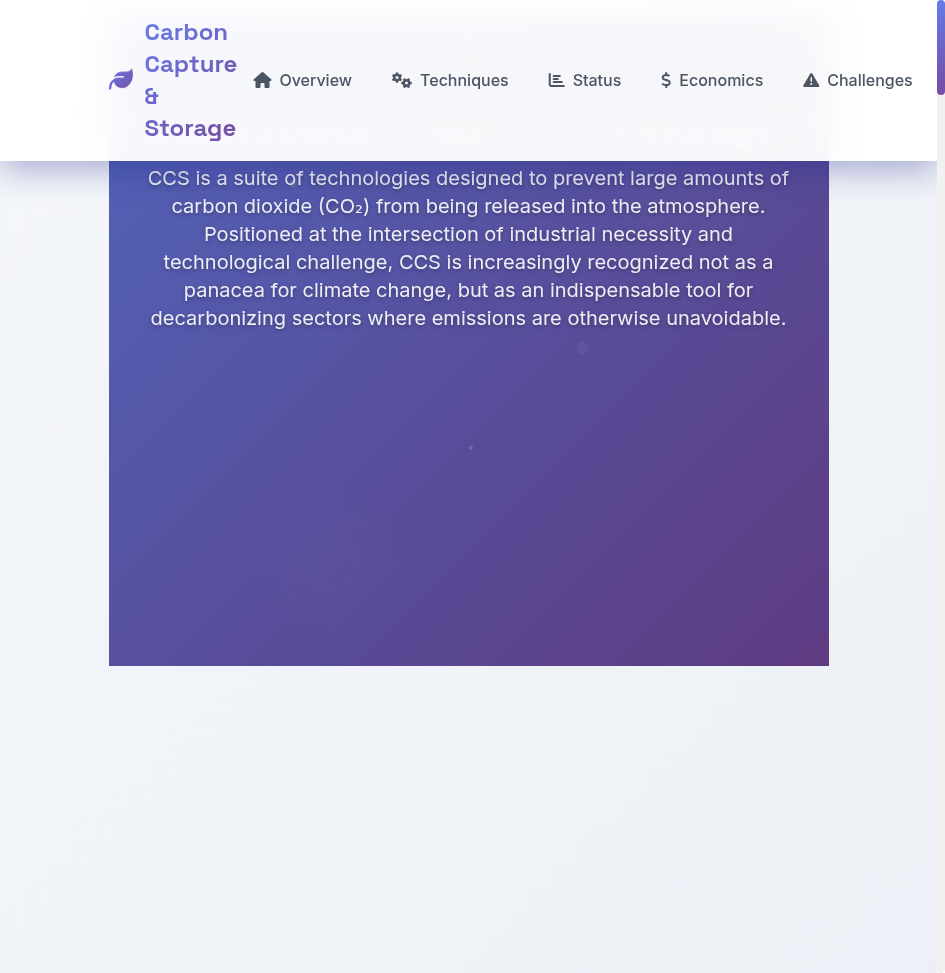 Carbon
Capture
&
Storage
Overview
Techniques
Status
Economics
Challenges
CCS is a suite of technologies designed to prevent large amounts of
carbon dioxide (CO₂) from being released into the atmosphere.
Positioned at the intersection of industrial necessity and
technological challenge, CCS is increasingly recognized not as a
panacea for climate change, but as an indispensable tool for
decarbonizing sectors where emissions are otherwise unavoidable.